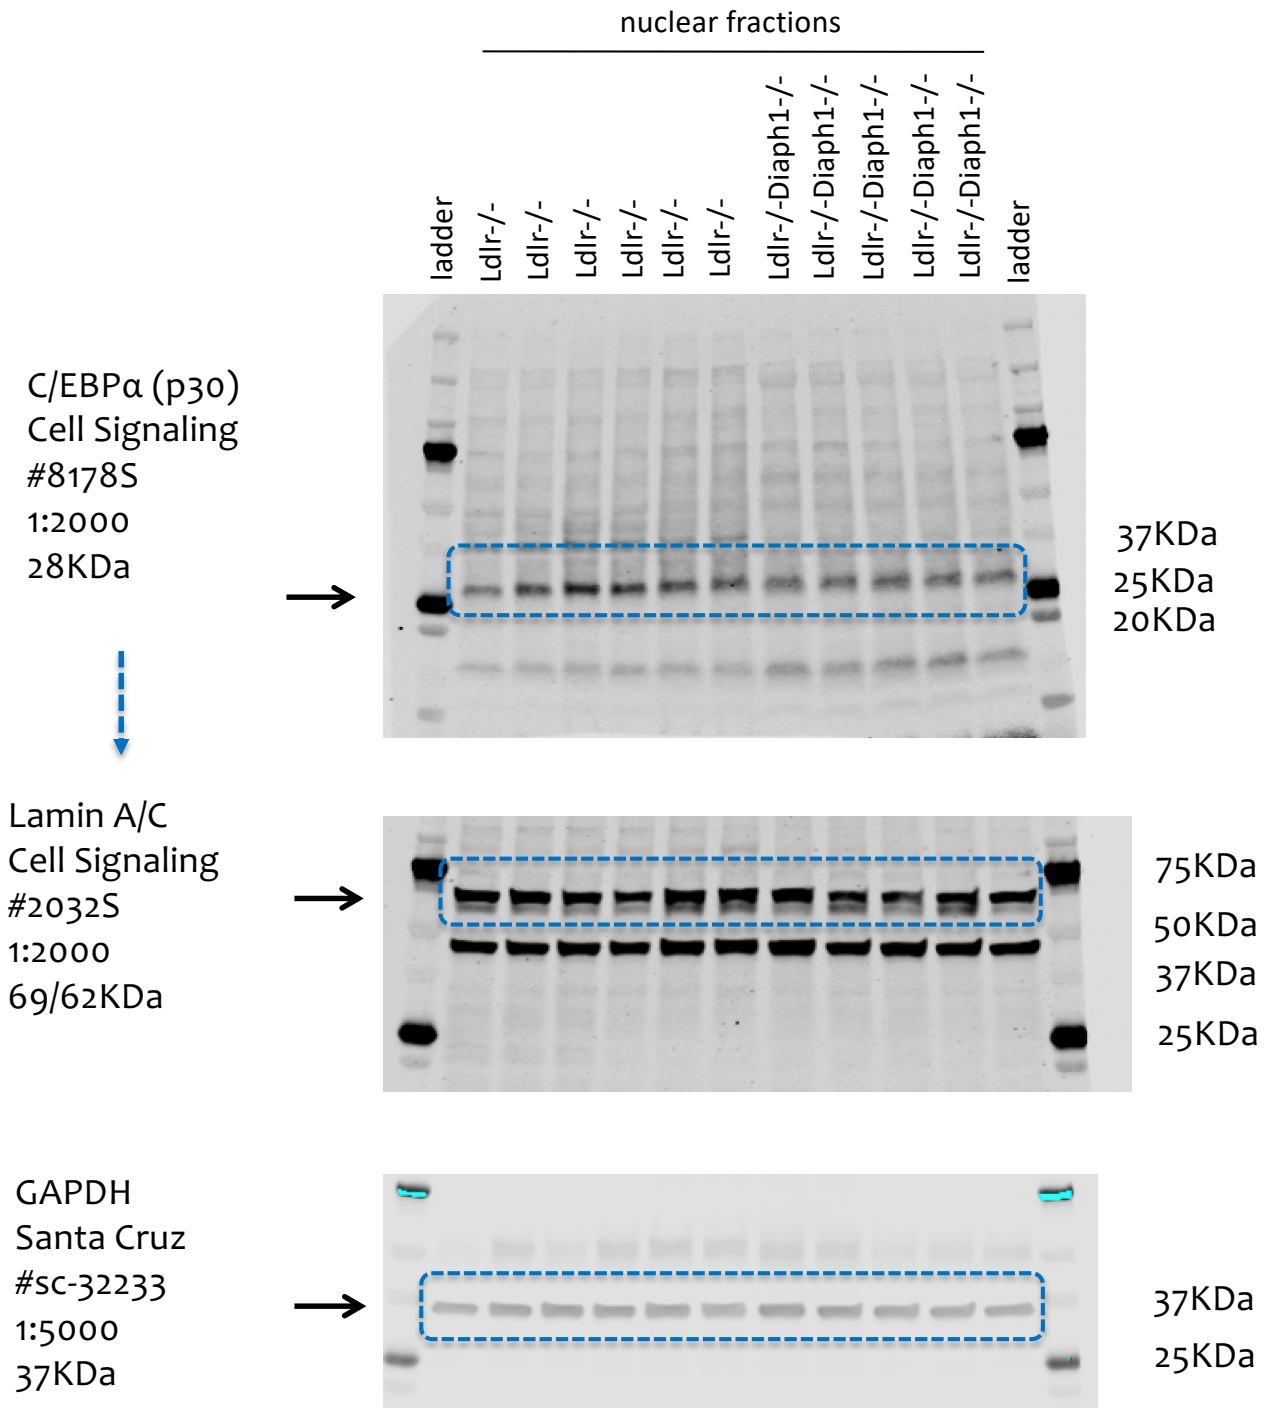 nuclear fractions
ladder
Ldlr-/-
Ldlr-/-
Ldlr-/-
Ldlr-/-
Ldlr-/-
Ldlr-/-
Ldlr-/-Diaph1-/-
Ldlr-/-Diaph1-/-
Ldlr-/-Diaph1-/-
Ldlr-/-Diaph1-/-
Ldlr-/-Diaph1-/-
ladder
C/EBPα (p30)
Cell Signaling
#8178S
1:2000
28KDa
37KDa
25KDa
20KDa
Lamin A/C
Cell Signaling
#2032S
1:2000
69/62KDa
75KDa
50KDa
37KDa
25KDa
GAPDH
Santa Cruz
#sc-32233
1:5000
37KDa
37KDa
25KDa